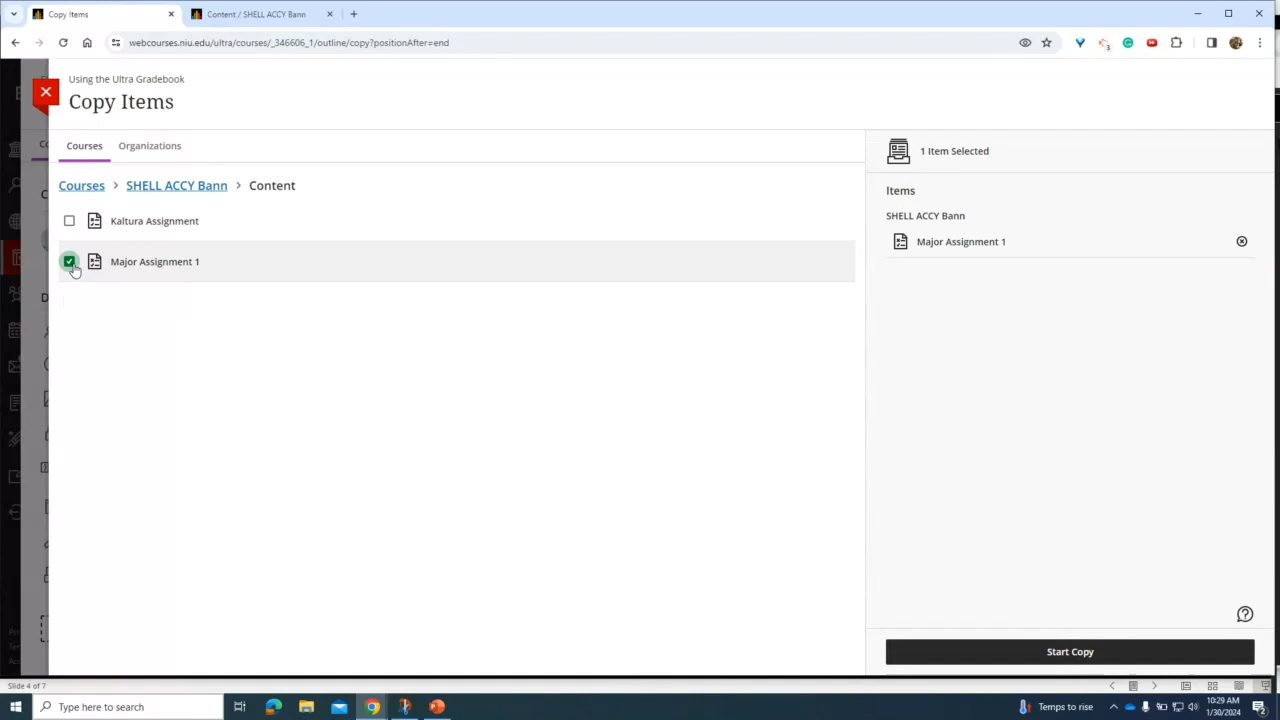 Copy Items
Content / SHELL ACCY Bann
webcourses.niu.edu/ultra/courses/_346606_1/outline/copy?positionAfter=end
Using the Ultra Gradebook
Copy Items
Courses
Organizations
1 Item Selected
Courses > SHELL ACCY Bann > Content
Items
Kaltura Assignment
SHELL ACCY Bann
Major Assignment 1
Major Assignment 1
Start Copy
Slide 4 of 7
Type here to search
Temps to rise
10:29 AM
1/30/2024